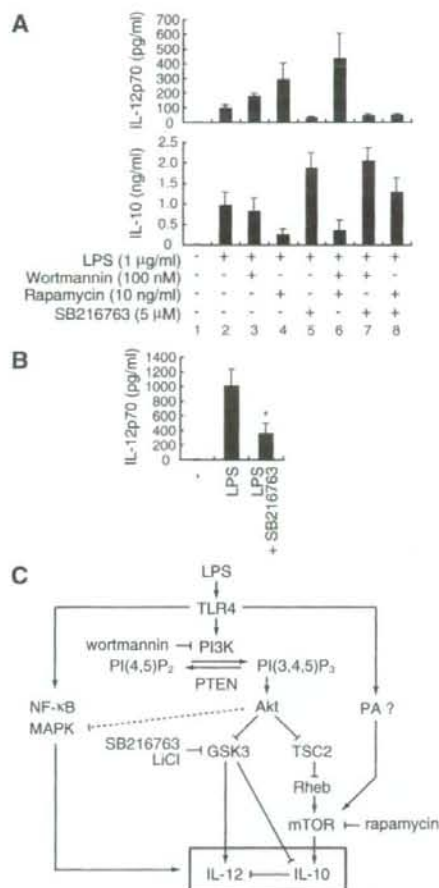 A
IL-12p70 (pg/ml)
700
600
500
400
300
200
100
0
IL-10 (ng/ml)
2.5
2.0
1.5
1.0
0.5
0
LPS (1 μg/ml) - + + + + + + +
Wortmannin (100 nM) - - + - - + + -
Rapamycin (10 ng/ml) - - - + - + - +
SB216763 (5 μM) - - - - + - + +
1 2 3 4 5 6 7 8
B
IL-12p70 (pg/ml)
1400
1200
1000
800
600
400
200
0
*
-
LPS
LPS
+ SB216763
C
LPS
TLR4
wortmannin PI3K
PI(4,5)P2 PI(3,4,5)P3
PTEN
NF-κB
MAPK
Akt
PA ?
SB216763
LiCl
GSK3 TSC2
Rheb
mTOR rapamycin
IL-12 IL-10